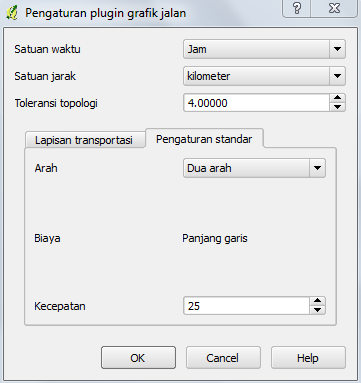 Pengaturan plugin grafik jalan
Satuan waktu Jam
Satuan jarak kilometer
Toleransi topologi 4.00000
Lapisan transportasi Pengaturan standar
Arah Dua arah
Biaya Panjang garis
Kecepatan 25
OK Cancel Help